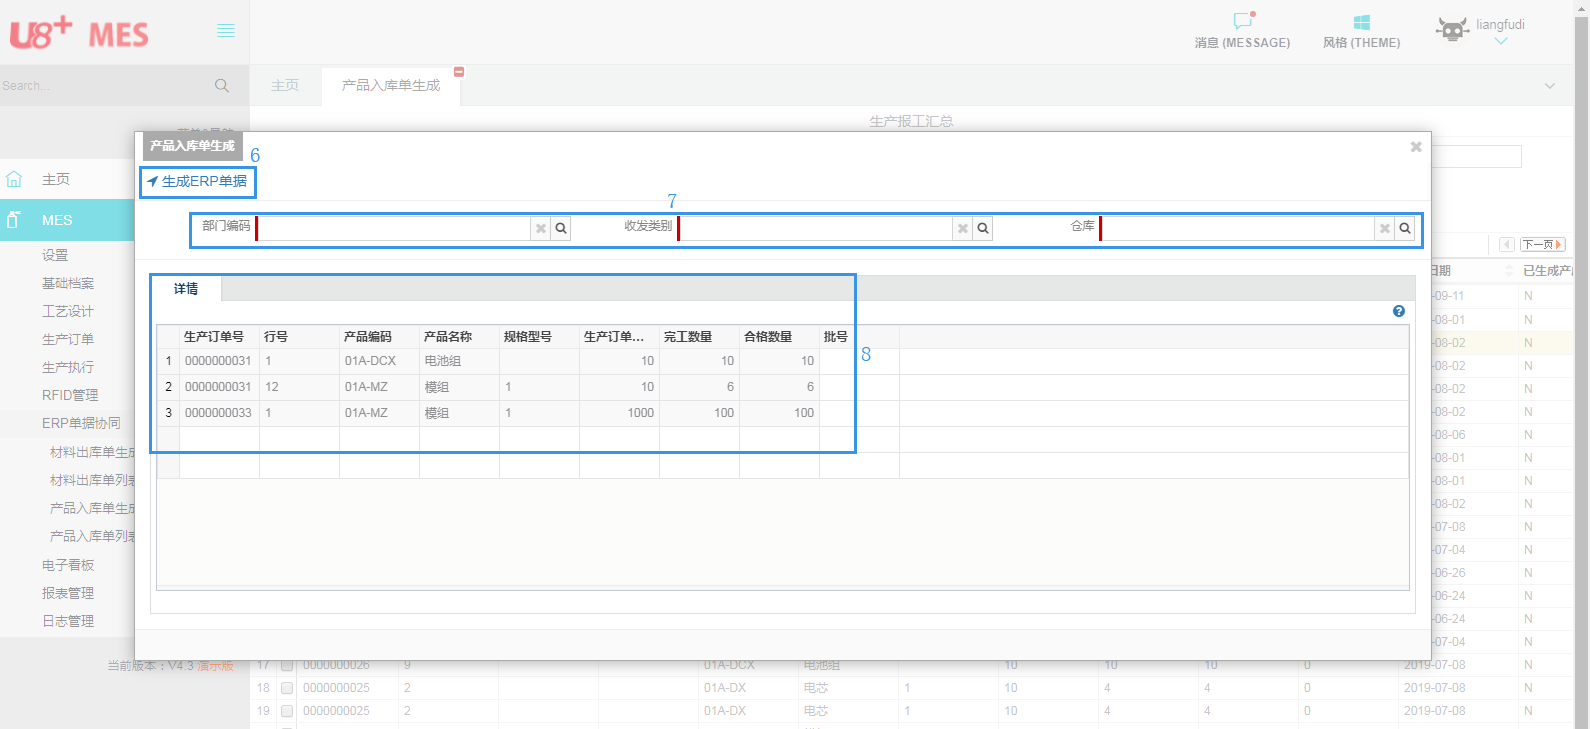 U8+ MES
消息 (MESSAGE)
风格 (THEME)
liangfudi
Search...
主页
产品入库单生成
生产报工汇总
产品入库单生成
6
生成ERP单据
7
部门编码
收发类别
仓库
主页
MES
设置
基础档案
工艺设计
生产订单
生产执行
RFID管理
ERP单据协同
材料出库单生成
材料出库单列表
产品入库单生成
产品入库单列表
电子看板
报表管理
日志管理
当前版本：V4.3 演示版
详情
生产订单号 行号 产品编码 产品名称 规格型号 生产订单... 完工数量 合格数量 批号
1 0000000031 1 01A-DCX 电池组 10 10 10
2 0000000031 12 01A-MZ 模组 1 10 6 6
3 0000000033 1 01A-MZ 模组 1 1000 100 100
8
下一页
日期 已生成产
-09-11 N
-08-01 N
-08-02 N
-08-02 N
-08-02 N
-08-02 N
-08-06 N
-08-01 N
-08-01 N
-08-02 N
-07-08 N
-07-04 N
-06-26 N
-06-24 N
-06-24 N
-07-04 N
17 0000000026 9 01A-DCX 电池组 10 10 10 0 2019-07-08 N
18 0000000025 2 01A-DX 电芯 1 10 4 4 0 2019-07-08 N
19 0000000025 2 01A-DX 电芯 1 10 4 4 0 2019-07-08 N